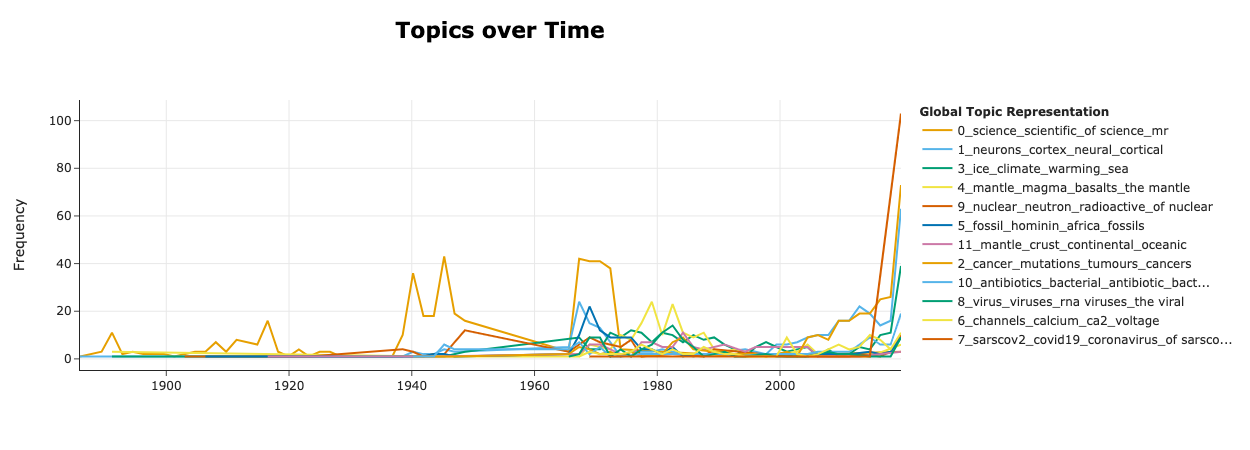 Topics over Time
Frequency
100
80
60
40
20
0
1900
1920
1940
1960
1980
2000
Global Topic Representation
0_science_scientific_of science_mr
1_neurons_cortex_neural_cortical
3_ice_climate_warming_sea
4_mantle_magma_basalts_the mantle
9_nuclear_neutron_radioactive_of nuclear
5_fossil_hominin_africa_fossils
11_mantle_crust_continental_oceanic
2_cancer_mutations_tumours_cancers
10_antibiotics_bacterial_antibiotic_bact...
8_virus_viruses_rna viruses_the viral
6_channels_calcium_ca2_voltage
7_sarscov2_covid19_coronavirus_of sarsco...